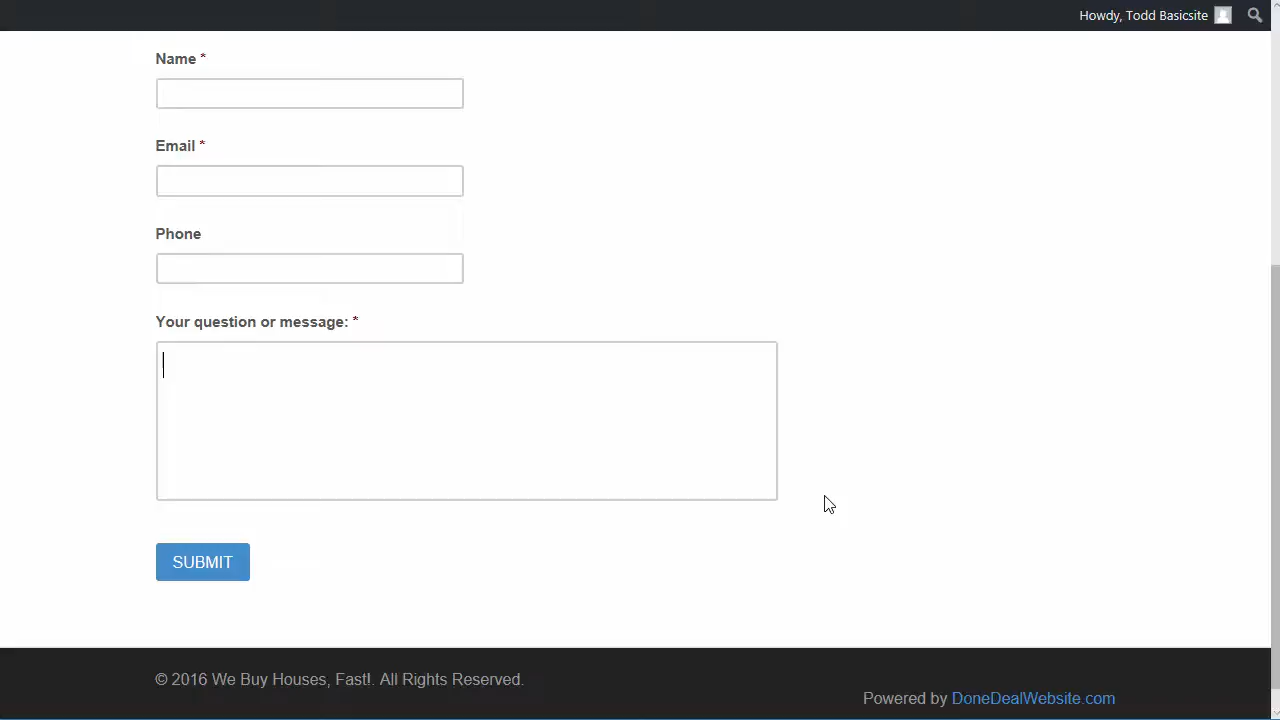 Howdy, Todd Basicsite
Name *
Email *
Phone
Your question or message: *
SUBMIT
© 2016 We Buy Houses, Fast!. All Rights Reserved.
Powered by DoneDealWebsite.com